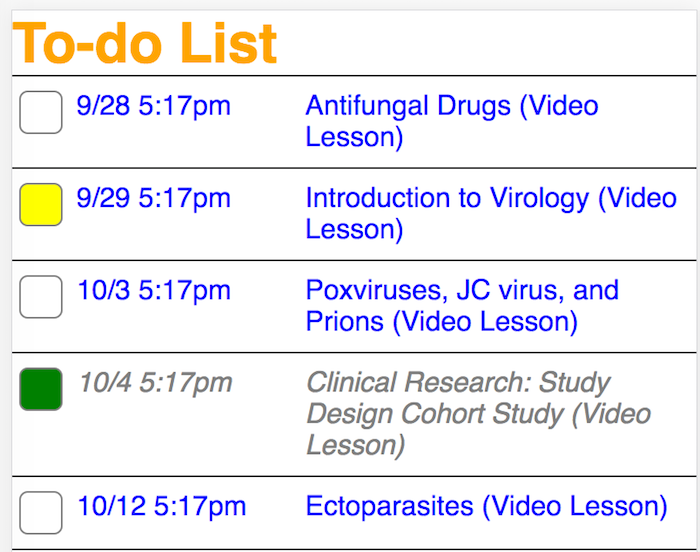 To-do List
9/28 5:17pm Antifungal Drugs (Video
Lesson)
9/29 5:17pm Introduction to Virology (Video
Lesson)
10/3 5:17pm Poxviruses, JC virus, and
Prions (Video Lesson)
10/4 5:17pm Clinical Research: Study
Design Cohort Study (Video
Lesson)
10/12 5:17pm Ectoparasites (Video Lesson)